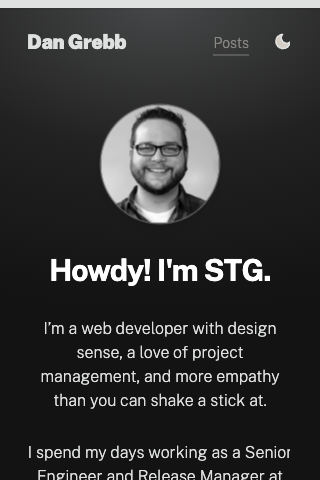 Dan Grebb
Posts
Howdy! I'm STG.
I’m a web developer with design
sense, a love of project
management, and more empathy
than you can shake a stick at.
I spend my days working as a Senior
Engineer and Release Manager at